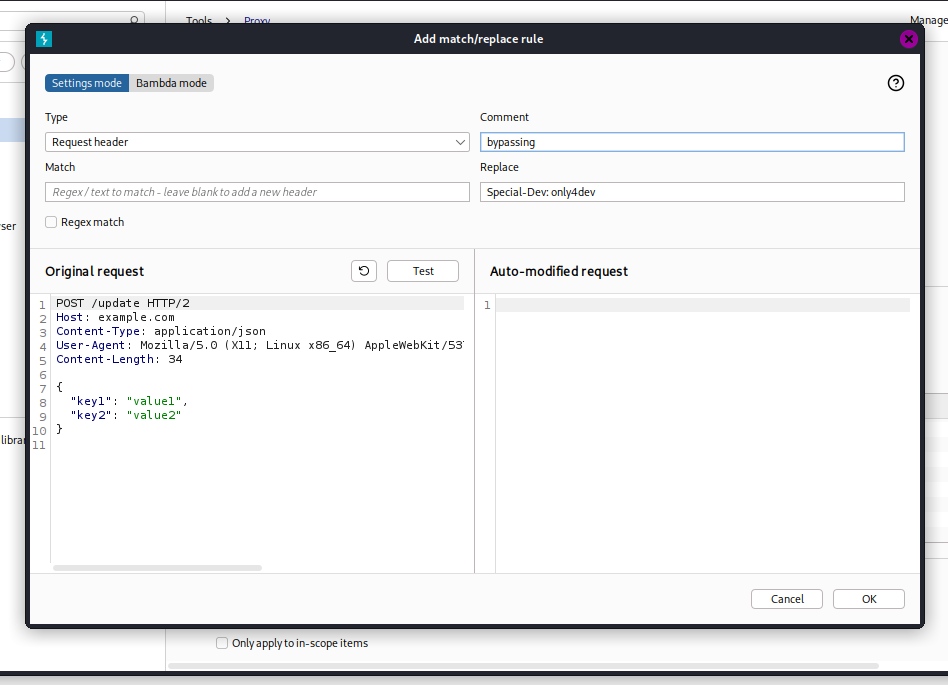 Tools > Proxy
Manage
Add match/replace rule
Settings mode Bambda mode
Type
Comment
Request header
bypassing
Match
Replace
Regex / text to match - leave blank to add a new header
Special-Dev: only4dev
Regex match
ser
Original request
Test
Auto-modified request
1 POST /update HTTP/2
2 Host: example.com
3 Content-Type: application/json
4 User-Agent: Mozilla/5.0 (X11; Linux x86_64) AppleWebKit/537
5 Content-Length: 34
6
7 {
8 "key1": "value1",
9 "key2": "value2"
10 }
11
1
librar
Cancel
OK
Only apply to in-scope items